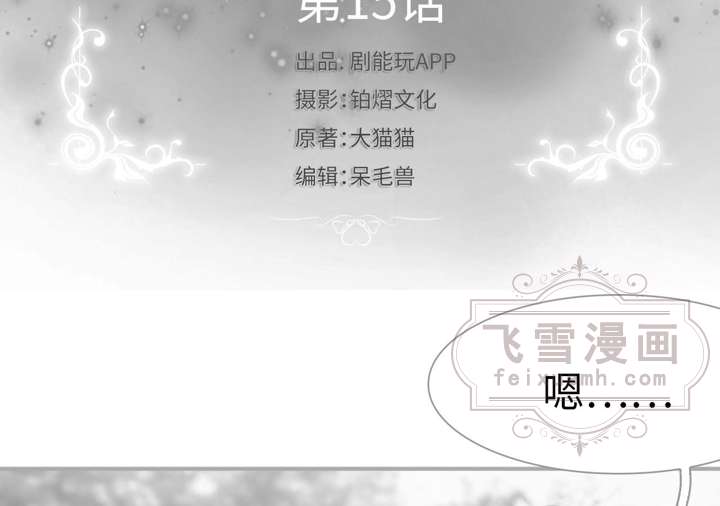 第15话
出品: 剧能玩APP
摄影: 铂熠文化
原著: 大猫猫
编辑: 呆毛兽
飞雪漫画
嗯......